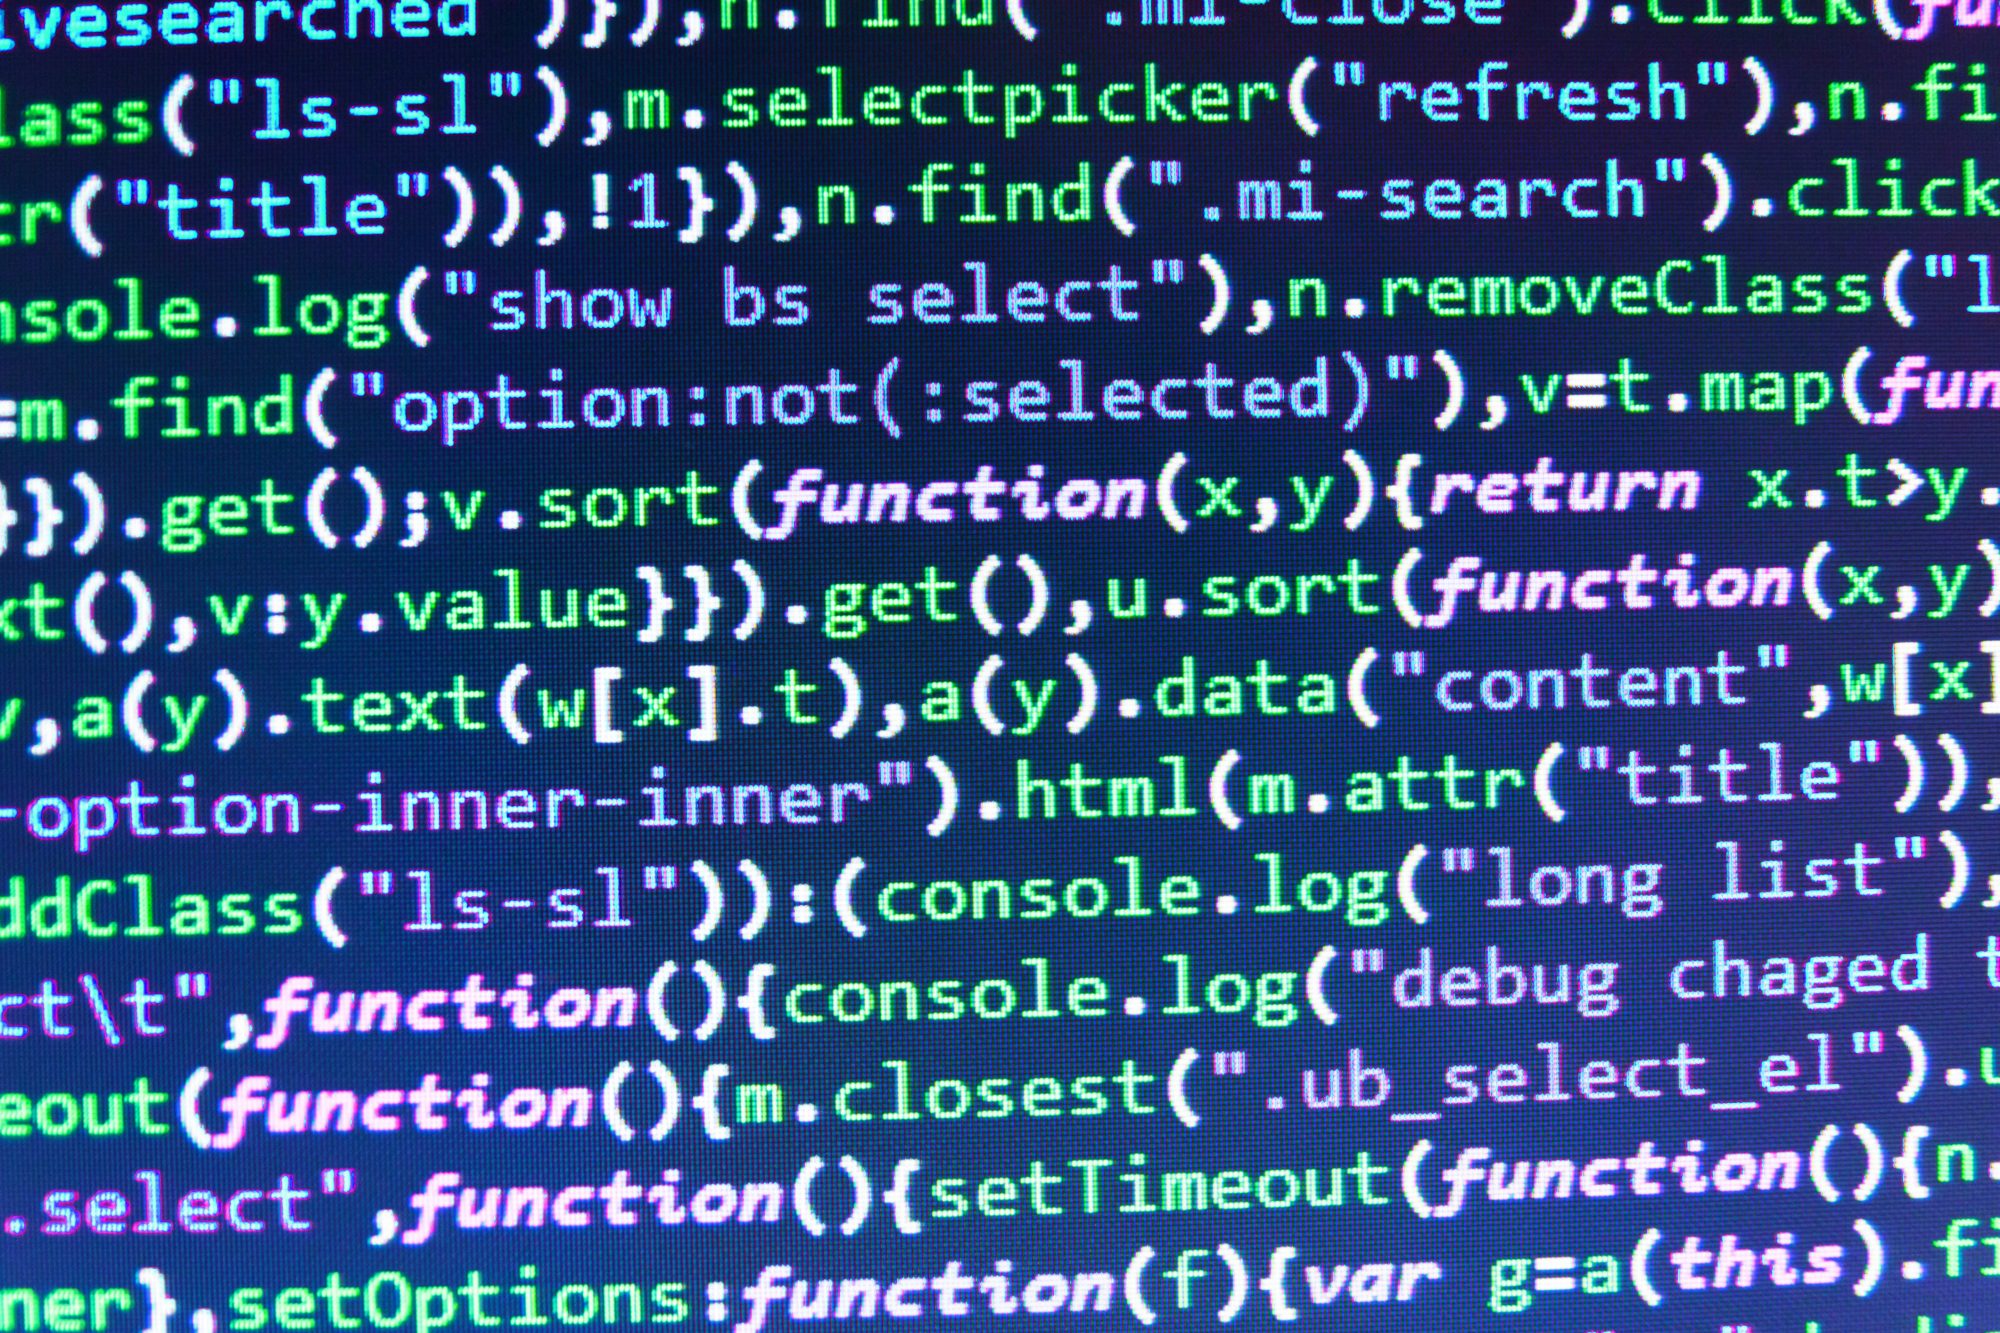 ivesearched")}),n.find(".mi-close").click(fu
lass("ls-sl"),m.selectpicker("refresh"),n.fi
tr("title")),!1}),n.find(".mi-search").click
nsole.log("show bs select"),n.removeClass("l
=m.find("option:not(:selected)"),v=t.map(fun
}}).get();v.sort(function(x,y){return x.t>y.
xt(),v:y.value}}).get(),u.sort(function(x,y)
v,a(y).text(w[x].t),a(y).data("content",w[x]
-option-inner-inner").html(m.attr("title")),
ddClass("ls-sl")):(console.log("long list"),
ct\t",function(){console.log("debug chaged t
eout(function(){m.closest(".ub_select_el").u
.select",function(){setTimeout(function(){n.
ner},setOptions:function(f){var g=a(this).fi